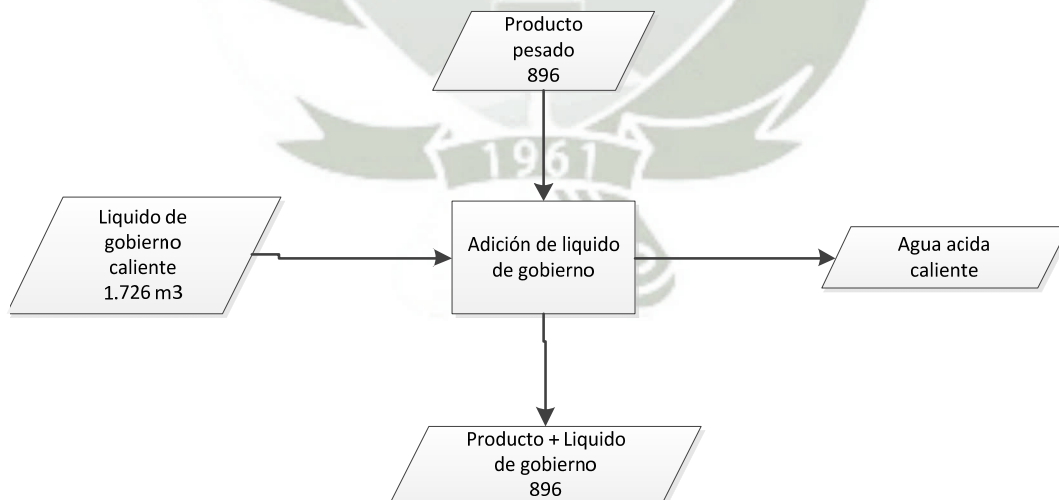 Producto
pesado
896
1961
Liquido de
gobierno
caliente
1.726 m3
Adición de liquido
de gobierno
Agua acida
caliente
Producto + Liquido
de gobierno
896